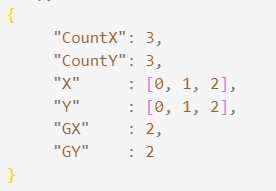 {
"CountX": 3,
"CountY": 3,
"X"     : [0, 1, 2],
"Y"     : [0, 1, 2],
"GX"    : 2,
"GY"    : 2
}